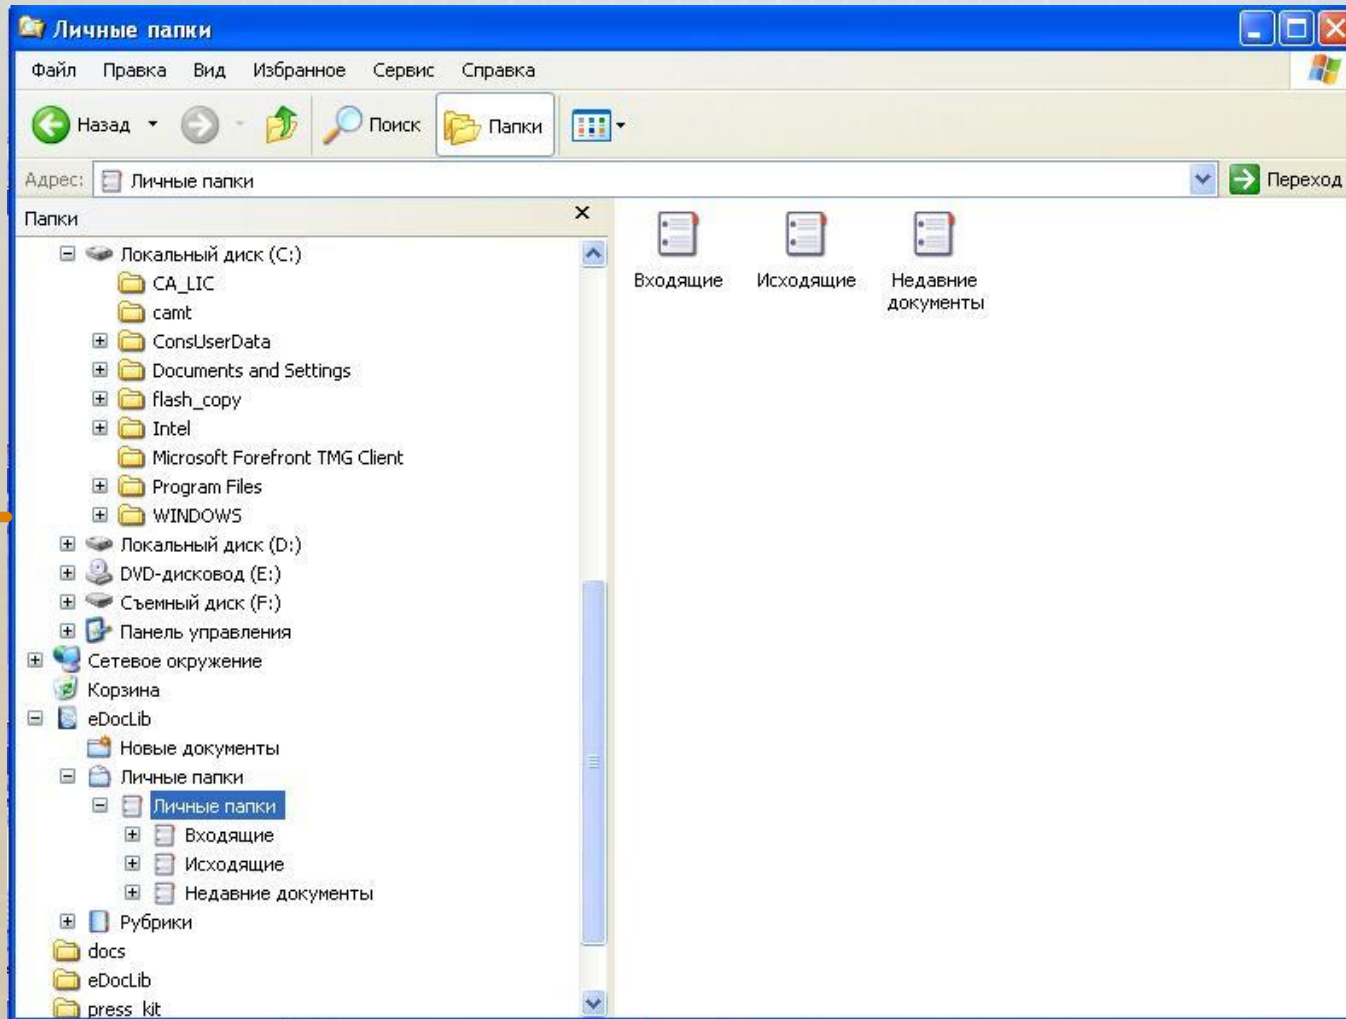 Личные папки
Файл Правка Вид Избранное Сервис Справка
Назад Поиск Папки
Адрес: Личные папки Переход
Папки
Локальный диск (C:)
CA_LIC
camt
ConsUserData
Documents and Settings
flash_copy
Intel
Microsoft Forefront TMG Client
Program Files
WINDOWS
Локальный диск (D:)
DVD-дисковод (E:)
Съемный диск (F:)
Панель управления
Сетевое окружение
Корзина
eDocLib
Новые документы
Личные папки
Личные папки
Входящие
Исходящие
Недавние документы
Рубрики
docs
eDocLib
press_kit
Входящие Исходящие Недавние
документы